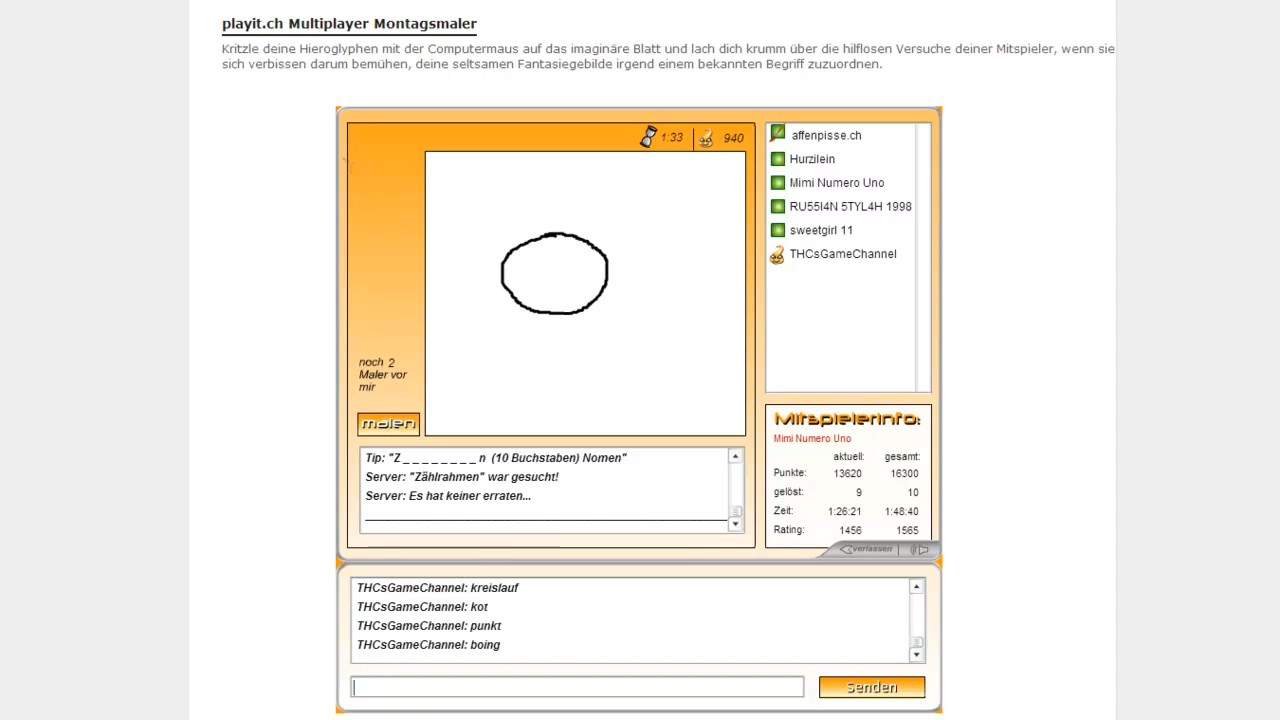 playit.ch Multiplayer Montagsmaler
Kritzle deine Hieroglyphen mit der Computermaus auf das imaginäre Blatt und lach dich krumm über die hilflosen Versuche deiner Mitspieler, wenn sie
sich verbissen darum bemühen, deine seltsamen Fantasiegebilde irgend einem bekannten Begriff zuzuordnen.
1:33 940
noch 2
Maler vor
mir
malen
Tip: "Z _ _ _ _ _ _ _ _ n (10 Buchstaben) Nomen"
Server: "Zählrahmen" war gesucht!
Server: Es hat keiner erraten...
affenpisse.ch
Hurzilein
Mimi Numero Uno
RU55I4N 5TYL4H 1998
sweetgirl 11
THCsGameChannel
Mitspielerinfo:
Mimi Numero Uno
aktuell: gesamt:
Punkte: 13620 16300
gelöst: 9 10
Zeit: 1:26:21 1:48:40
Rating: 1456 1565
verlassen
THCsGameChannel: kreislauf
THCsGameChannel: kot
THCsGameChannel: punkt
THCsGameChannel: boing
Senden